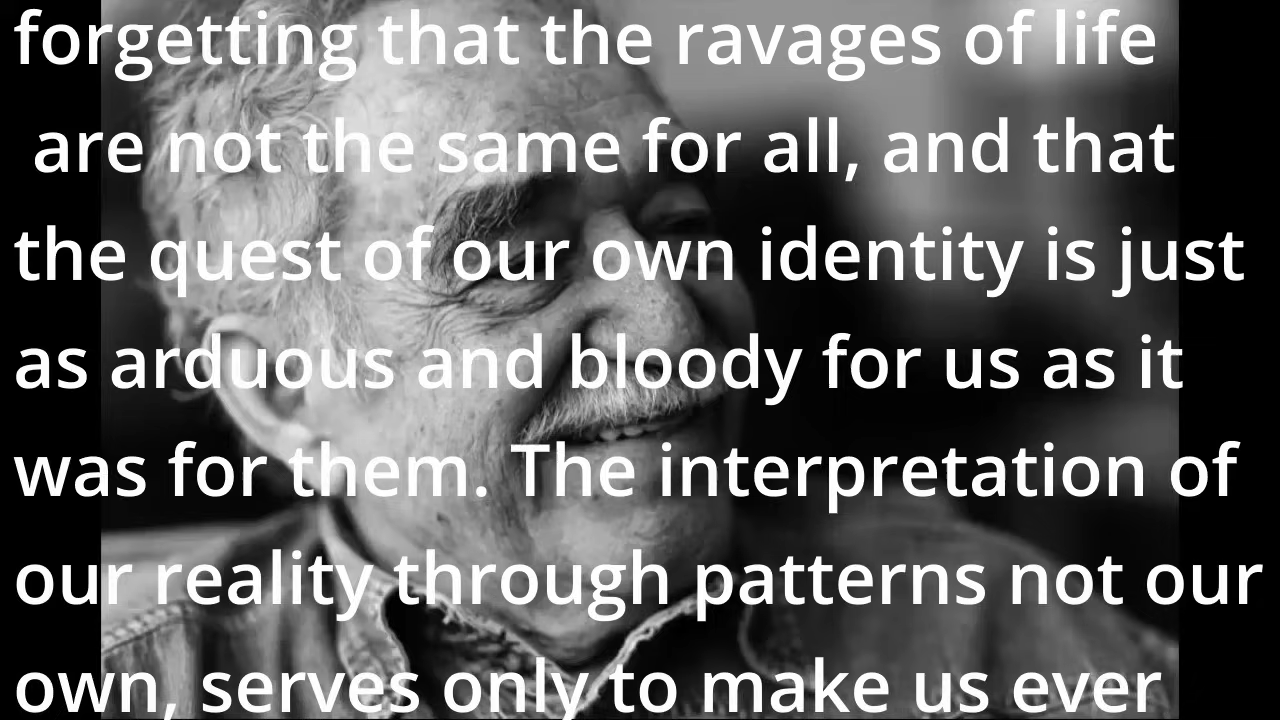 forgetting that the ravages of life
are not the same for all, and that
the quest of our own identity is just
as arduous and bloody for us as it
was for them. The interpretation of
our reality through patterns not our
own, serves only to make us ever